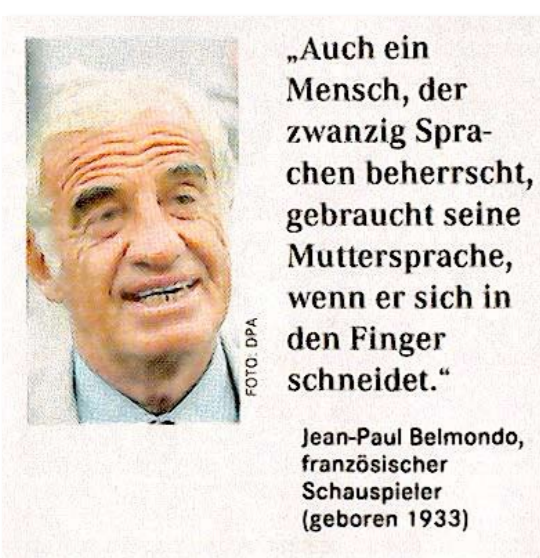 „Auch ein
Mensch, der
zwanzig Spra-
chen beherrscht,
gebraucht seine
Muttersprache,
wenn er sich in
den Finger
schneidet.“
FOTO: DPA
Jean-Paul Belmondo,
französischer
Schauspieler
(geboren 1933)